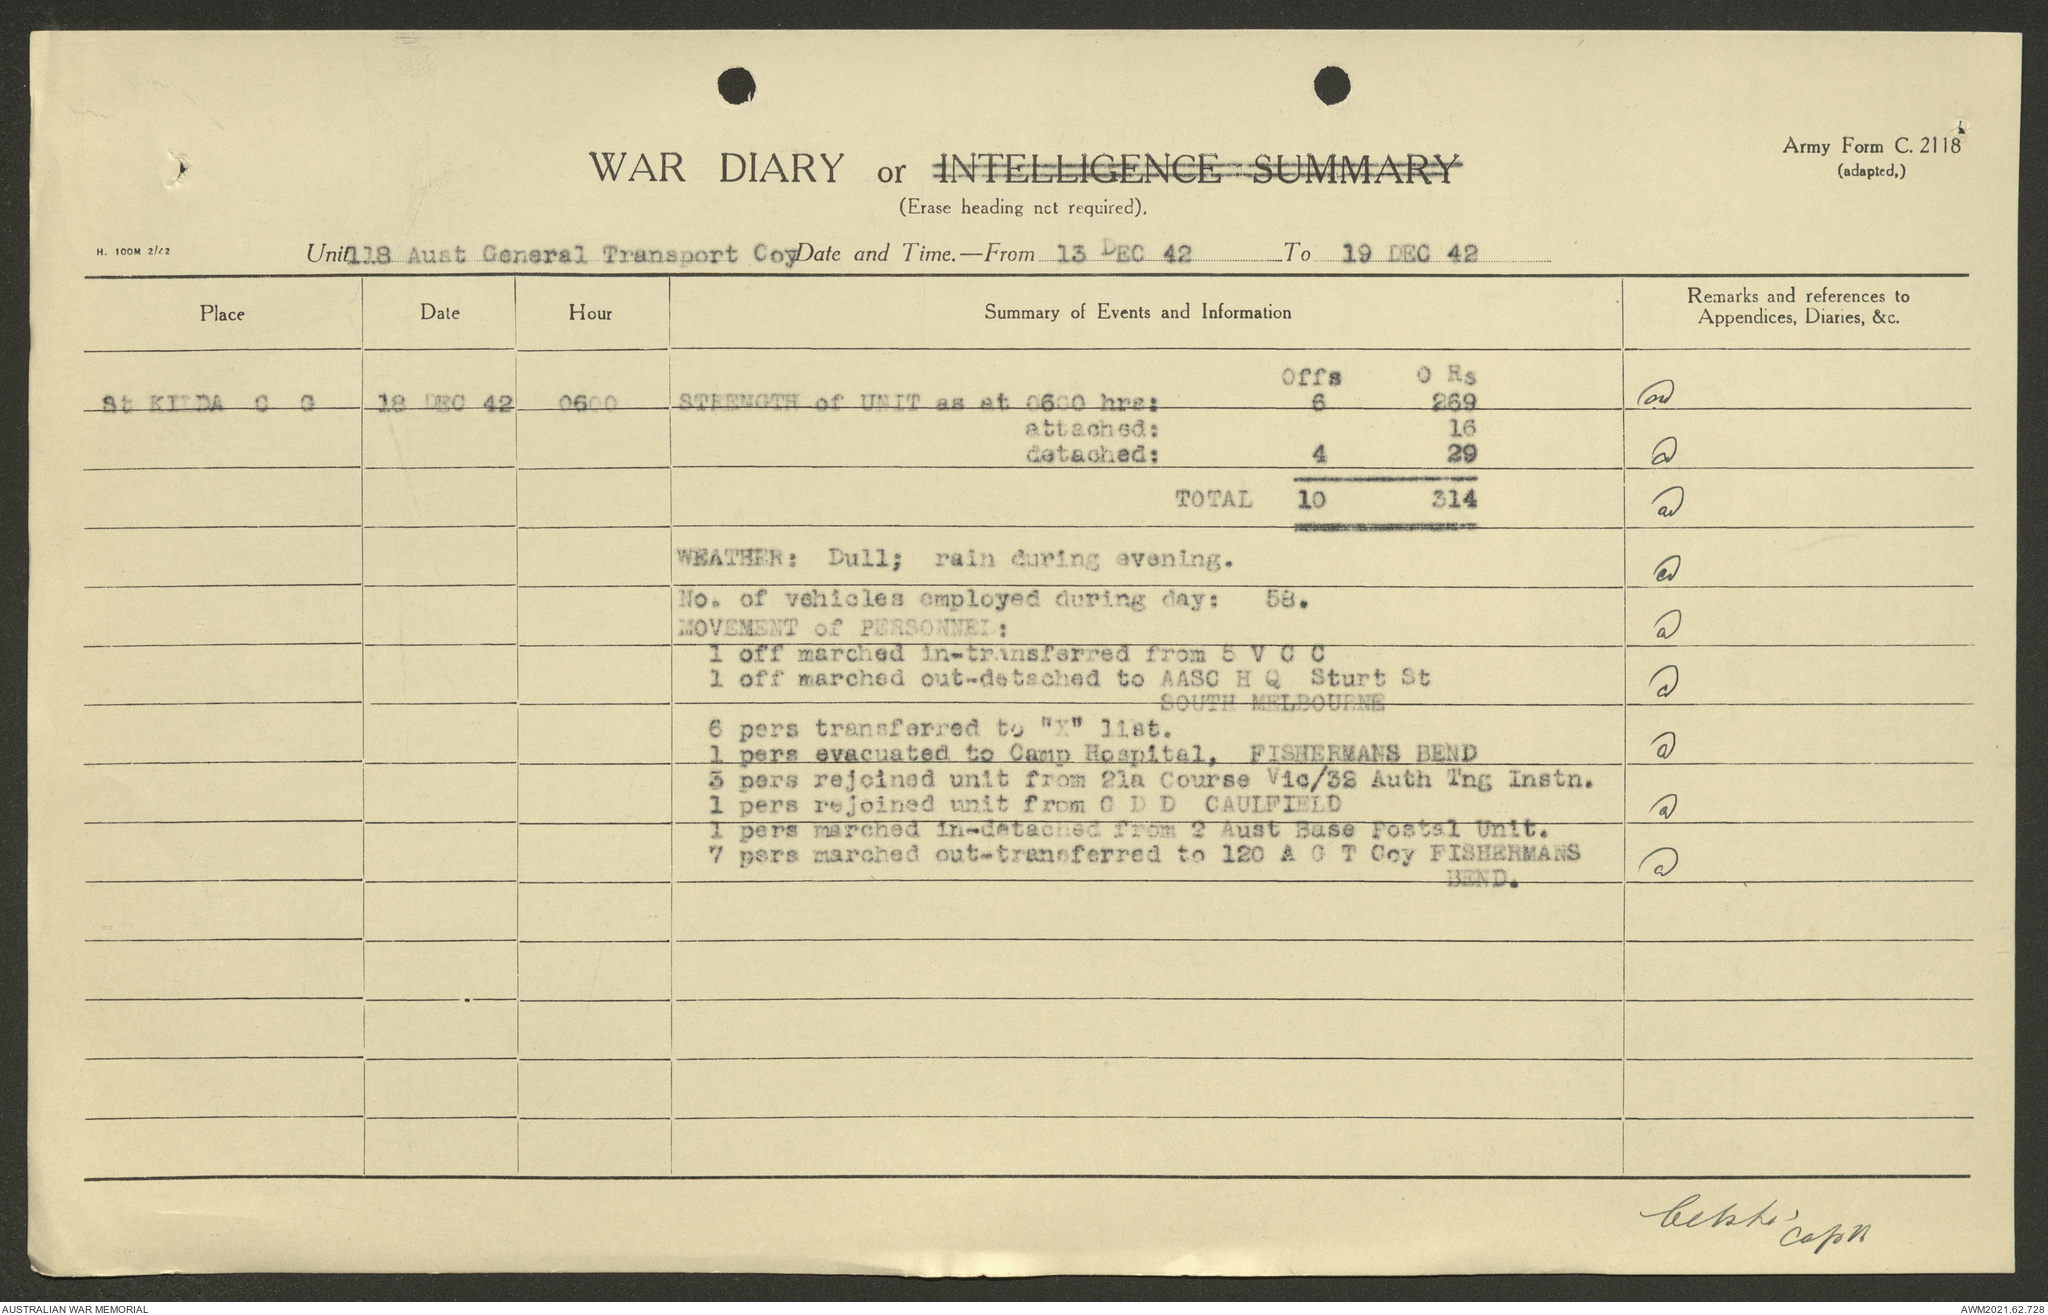 Army Form C. 2118
(adapted,)
WAR DIARY or INTELLIGENCE SUMMARY
(Erase heading not required).
H. 100M 2/42
Unit 118 Aust General Transport Coy Date and Time.—From 13 DEC 42 To 19 DEC 42
Place Date Hour Summary of Events and Information Remarks and references to
Appendices, Diaries, &c.
Offs O Rs
St KILDA C G 18 DEC 42 0600 STRENGTH of UNIT as at 0600 hrs: 6 269
attached: 16
detached: 4 29
TOTAL 10 314
WEATHER: Dull; rain during evening.
No. of vehicles employed during day: 58.
MOVEMENT of PERSONNEL:
1 off marched in-transferred from 5 V C C
1 off marched out-detached to AASC H Q Sturt St
SOUTH MELBOURNE
6 pers transferred to "X" list.
1 pers evacuated to Camp Hospital, FISHERMANS BEND
3 pers rejoined unit from 21a Course Vic/32 Auth Tng Instn.
1 pers rejoined unit from G D D CAULFIELD
1 pers marched in-detached from 2 Aust Base Postal Unit.
7 pers marched out-transferred to 120 A G T Coy FISHERMANS
BEND.
Capt
AUSTRALIAN WAR MEMORIAL AWM2021.62.728